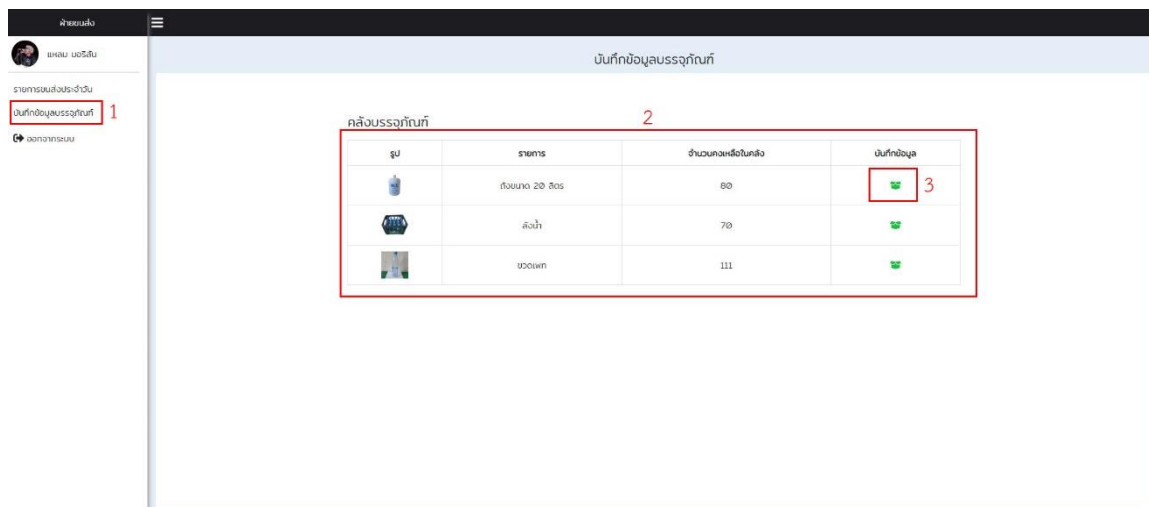 ฝ่ายขนส่ง
แหลม มอริสัน
รายการขนส่งประจำวัน
บันทึกข้อมูลบรรจุภัณฑ์ 1
ออกจากระบบ
บันทึกข้อมูลบรรจุภัณฑ์
คลังบรรจุภัณฑ์ 2
รูป รายการ จำนวนคงเหลือในคลัง บันทึกข้อมูล
ถังขนาด 20 ลิตร 80 3
ลังน้ำ 70
ขวดเพท 111